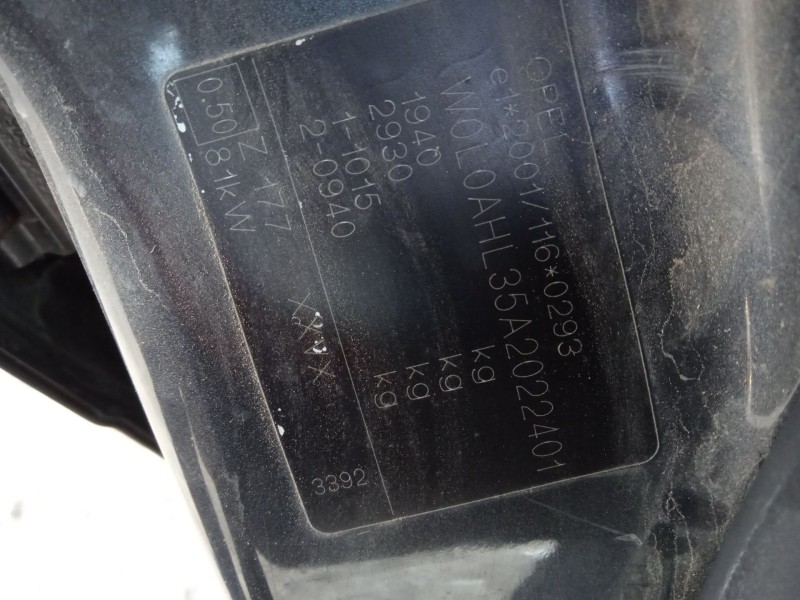 OPEL
e1*2001/116*0293
W0L0AHL35A2022401
1940 kg
2930 kg
1-1015 kg
2-0940 kg
Z 177
0.50 81kW
3392